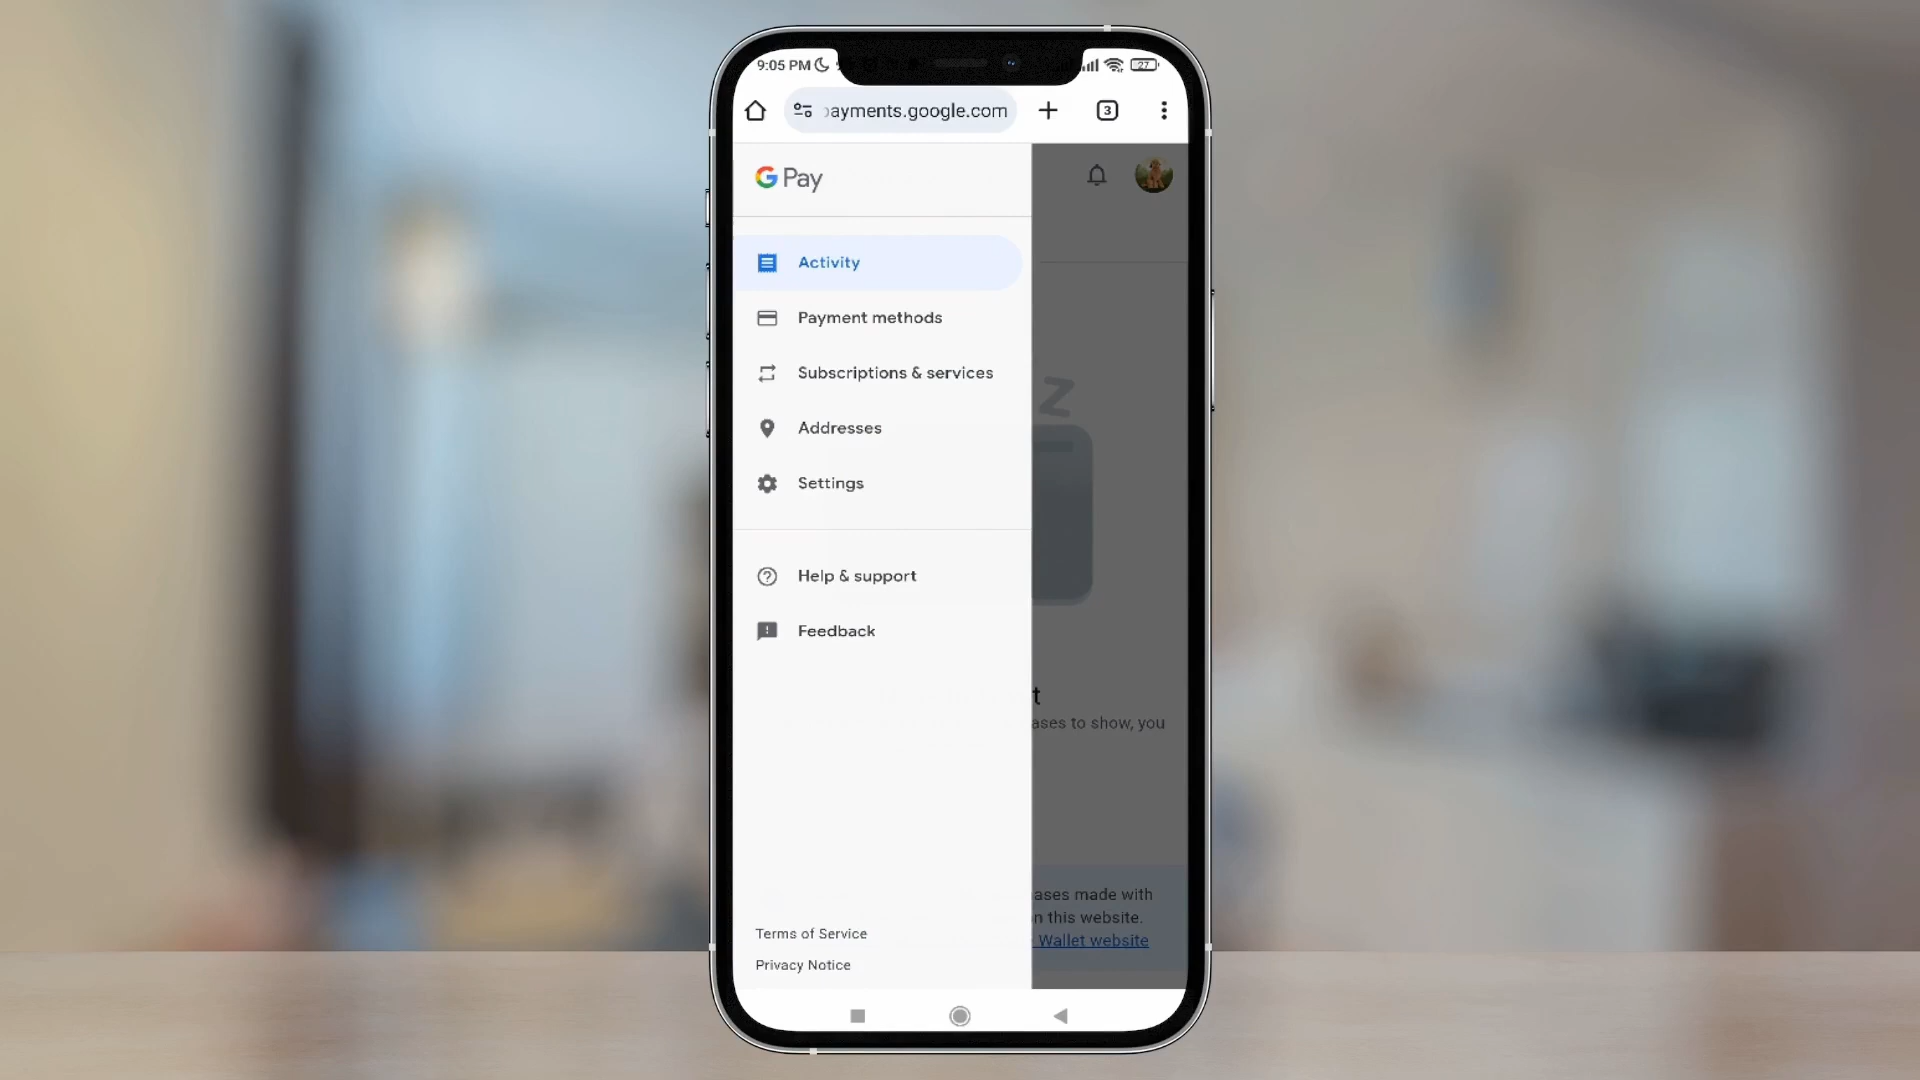 9:05 PM
27
ayments.google.com
3
G Pay
Activity
Payment methods
Subscriptions & services
Addresses
Settings
Help & support
Feedback
Z
t
ases to show, you
ases made with
n this website.
Wallet website
Terms of Service
Privacy Notice